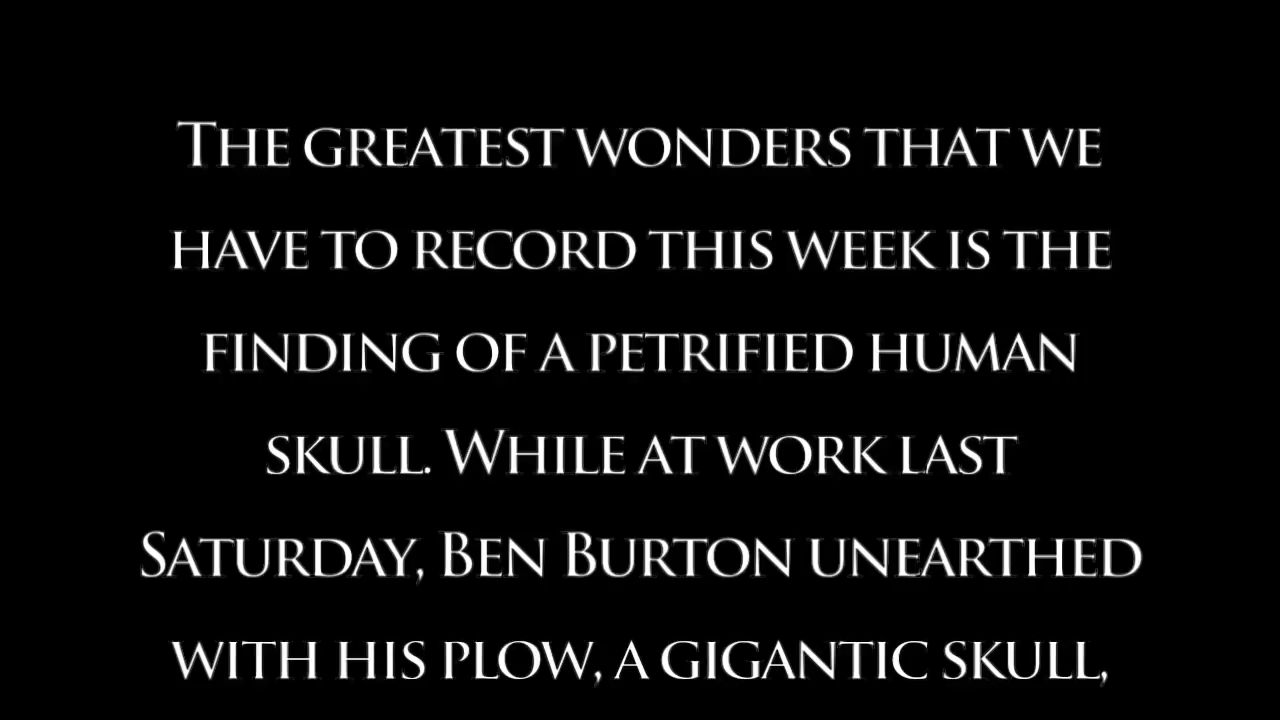 The greatest wonders that we
have to record this week is the
finding of a petrified human
skull. While at work last
Saturday, Ben Burton unearthed
with his plow, a gigantic skull,